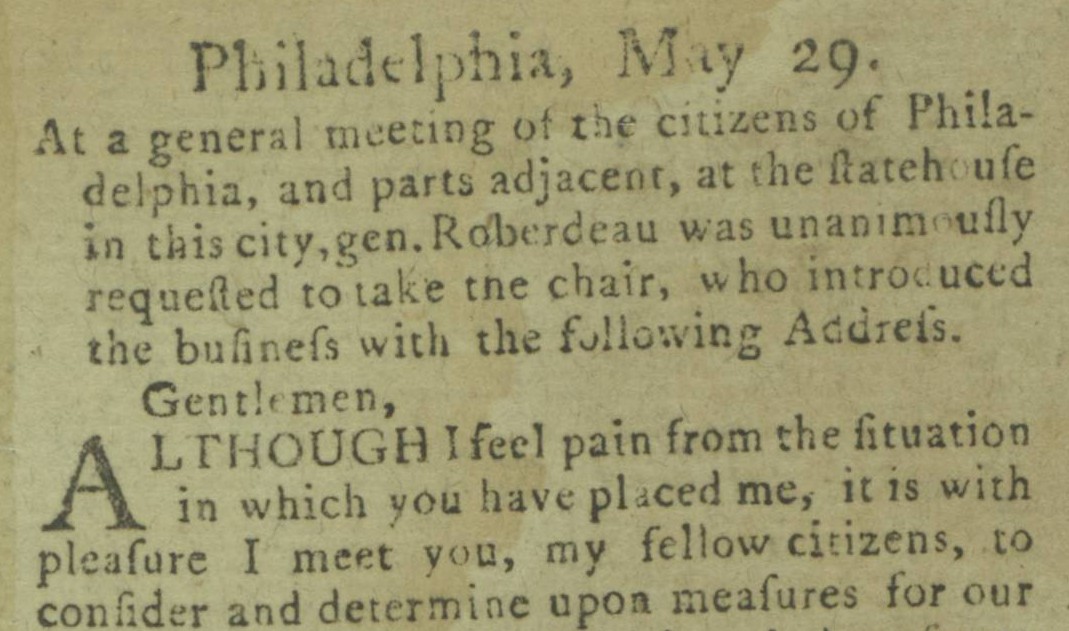 Philadelphia, May 29.
At a general meeting of the citizens of Phila-
delphia, and parts adjacent, at the ſtatehouſe
in this city, gen. Roberdeau was unanimouſly
requeſted to take the chair, who introduced
the buſineſs with the following Addreſs.
Gentlemen,
ALTHOUGH I feel pain from the ſituation
in which you have placed me, it is with
pleaſure I meet you, my fellow citizens, to
conſider and determine upon meaſures for our